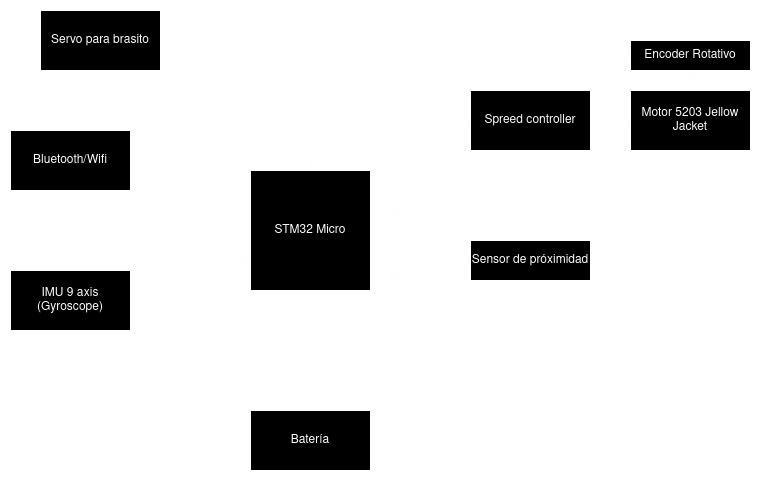 Servo para brasito
Encoder Rotativo
Spreed controller
Motor 5203 Jellow
Jacket
Bluetooth/Wifi
STM32 Micro
Sensor de próximidad
IMU 9 axis
(Gyroscope)
Batería